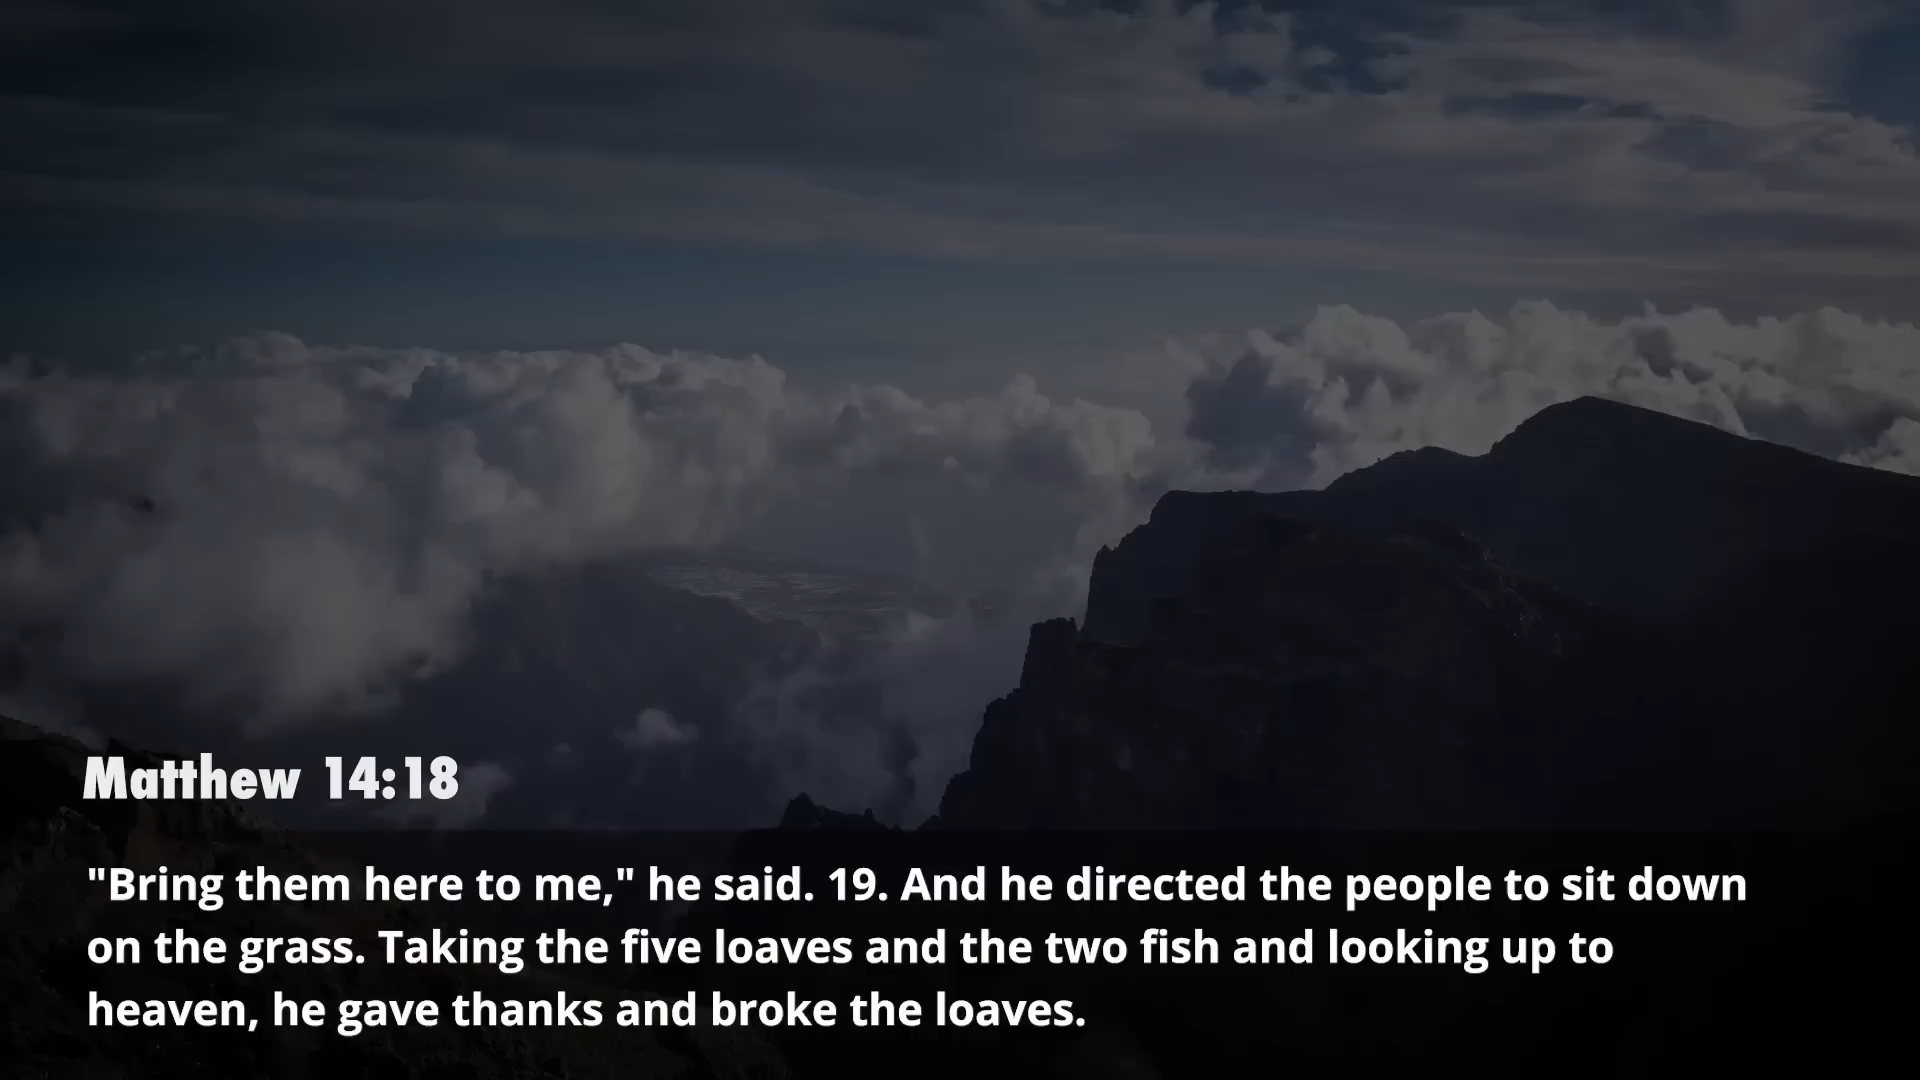 Matthew 14:18
"Bring them here to me," he said. 19. And he directed the people to sit down
on the grass. Taking the five loaves and the two fish and looking up to
heaven, he gave thanks and broke the loaves.